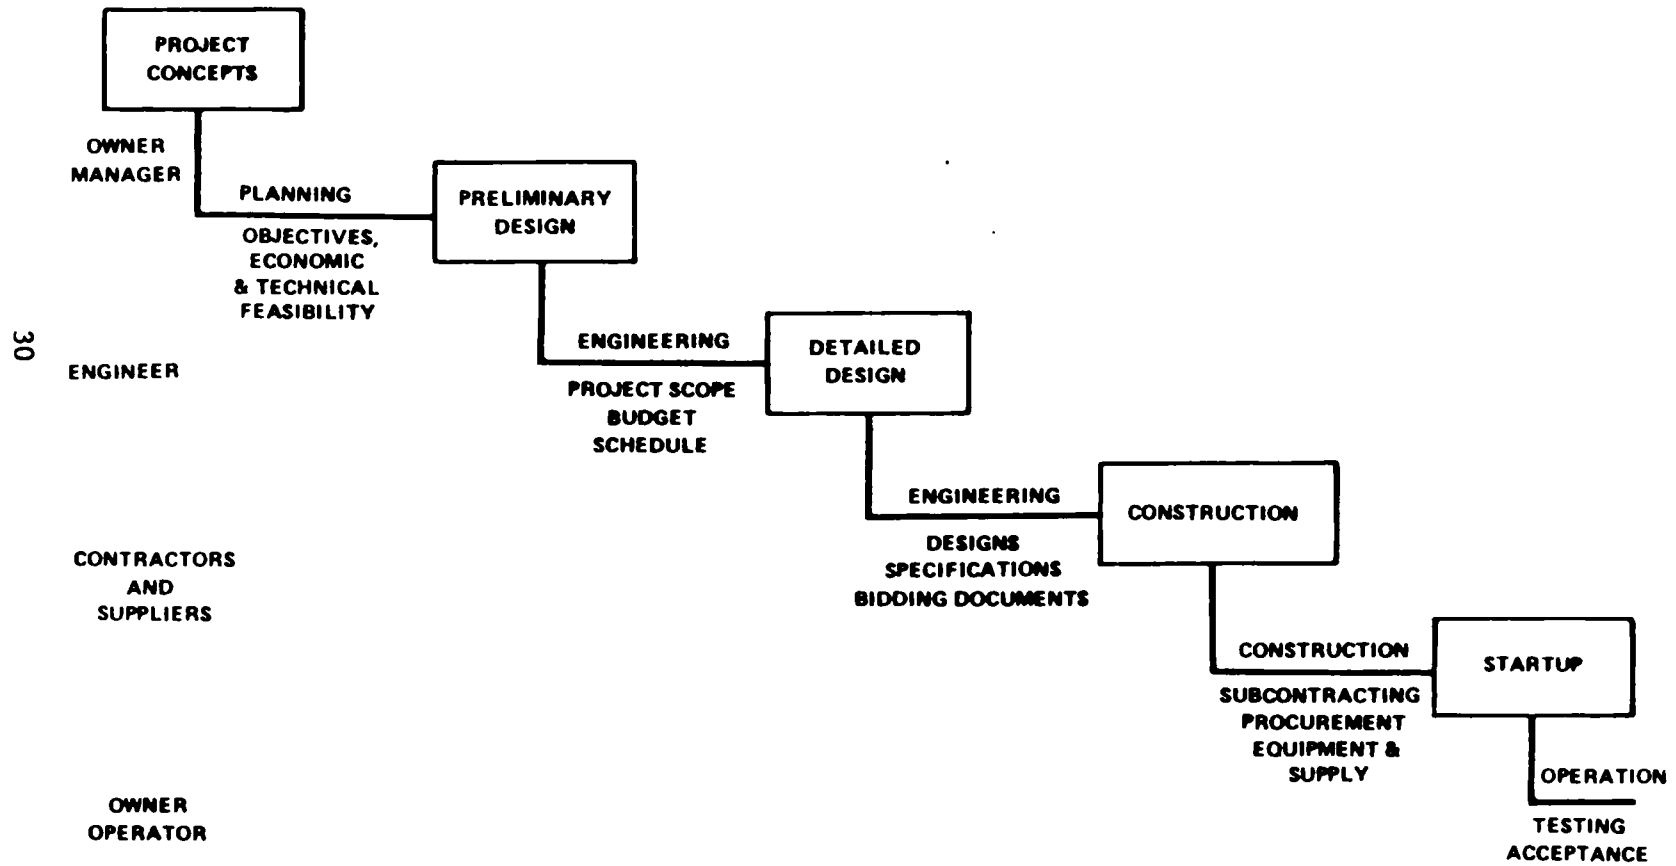 PROJECT
CONCEPTS
OWNER
MANAGER
PLANNING
OBJECTIVES,
ECONOMIC
& TECHNICAL
FEASIBILITY
PRELIMINARY
DESIGN
30
ENGINEER
ENGINEERING
PROJECT SCOPE
BUDGET
SCHEDULE
DETAILED
DESIGN
ENGINEERING
DESIGNS
SPECIFICATIONS
BIDDING DOCUMENTS
CONSTRUCTION
CONTRACTORS
AND
SUPPLIERS
CONSTRUCTION
SUBCONTRACTING
PROCUREMENT
EQUIPMENT &
SUPPLY
STARTUP
OPERATION
TESTING
ACCEPTANCE
OWNER
OPERATOR